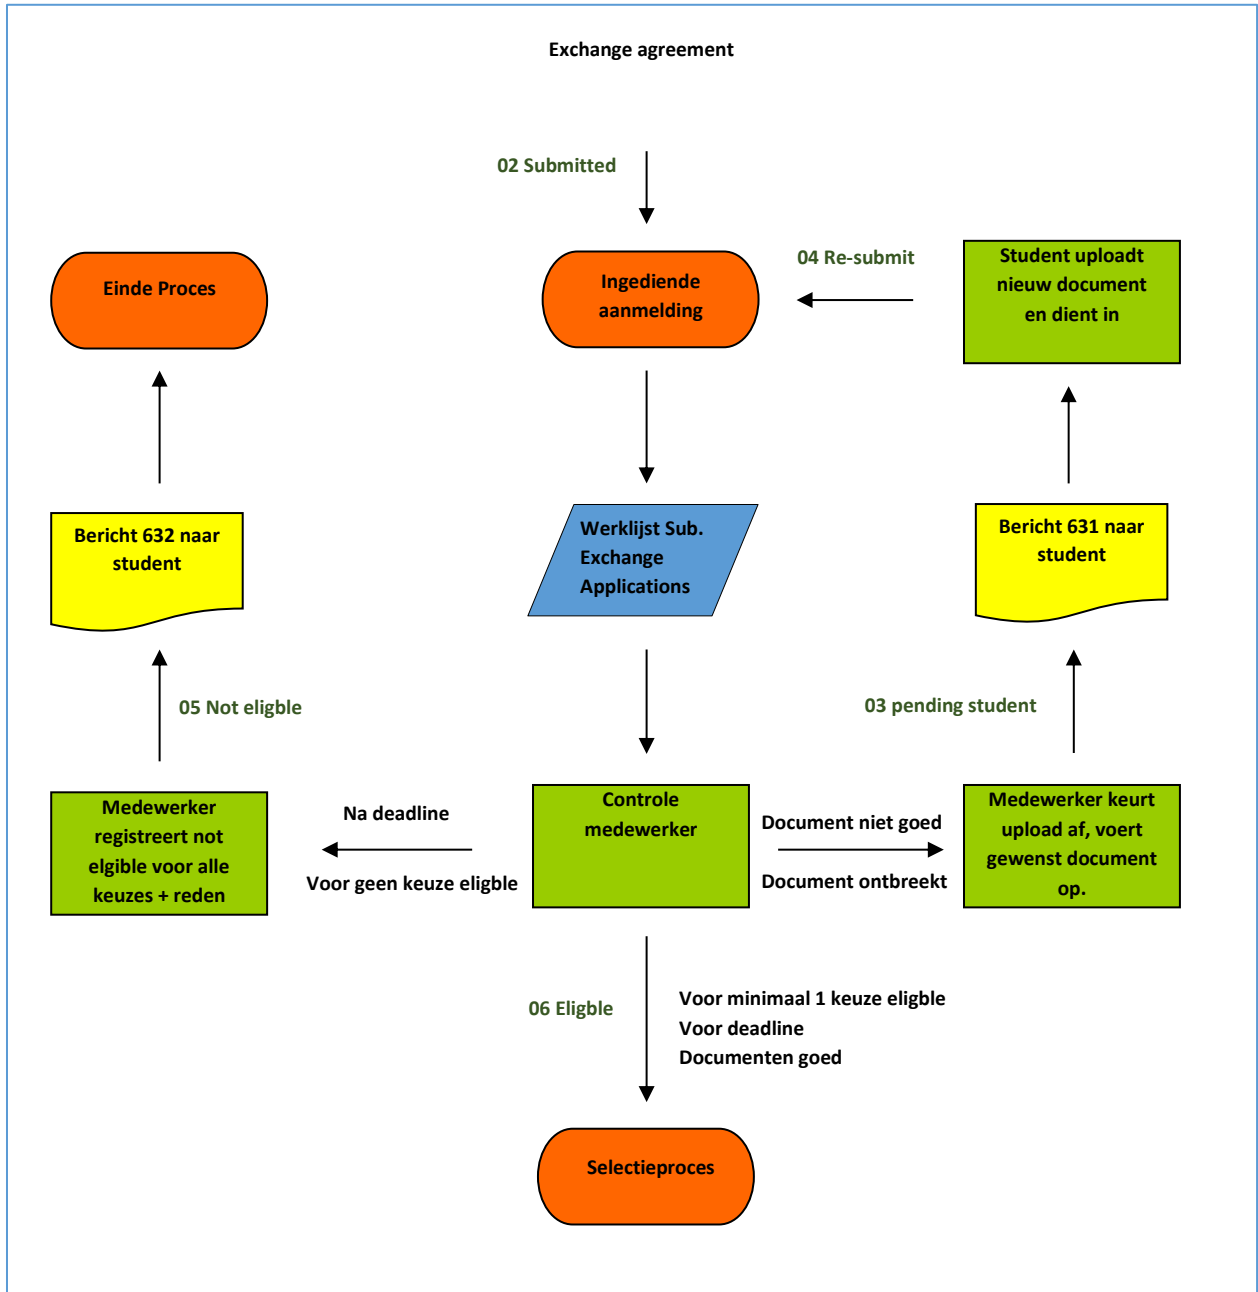 Exchange agreement
02 Submitted
Einde Proces
Ingediende
aanmelding
04 Re-submit
Student uploadt
nieuw document
en dient in
Bericht 632 naar
student
Werklijst Sub.
Exchange
Applications
Bericht 631 naar
student
05 Not eligble
03 pending student
Medewerker
registreert not
elgible voor alle
keuzes + reden
Na deadline
Voor geen keuze eligble
Controle
medewerker
Document niet goed
Document ontbreekt
Medewerker keurt
upload af, voert
gewenst document
op.
06 Eligble
Voor minimaal 1 keuze eligble
Voor deadline
Documenten goed
Selectieproces